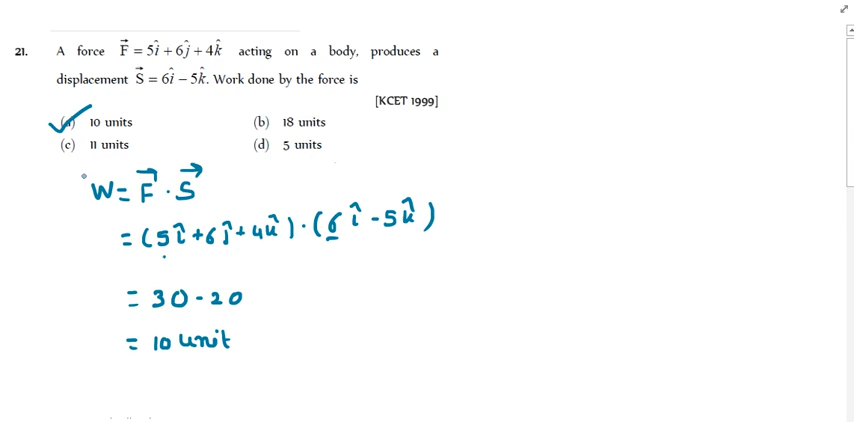 21. A force F⃗ = 5î + 6ĵ + 4k̂ acting on a body, produces a
displacement S⃗ = 6î − 5k̂. Work done by the force is
[KCET 1999]
(a) 10 units (b) 18 units
(c) 11 units (d) 5 units
W = F⃗ . S⃗
= (5î + 6ĵ + 4k̂) . (6 î − 5k̂)
= 30 - 20
= 10 unit